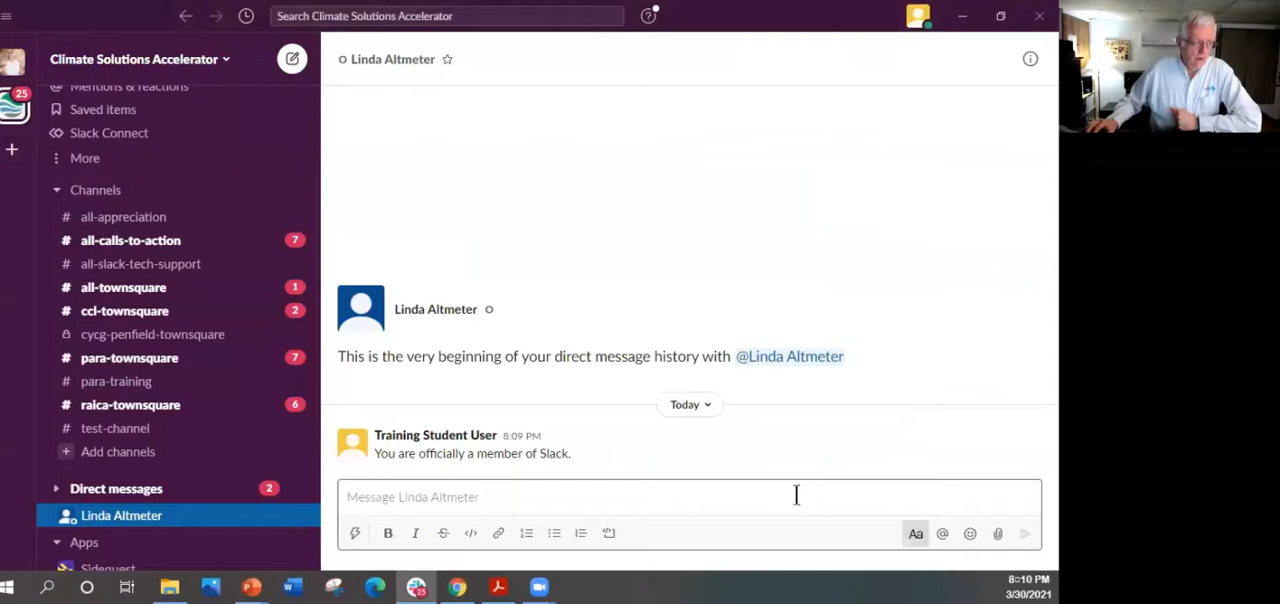 Search Climate Solutions Accelerator
Climate Solutions Accelerator
Linda Altmeter
25
Mentions & reactions
Saved items
Slack Connect
More
Channels
# all-appreciation
# all-calls-to-action 7
# all-slack-tech-support
# all-townsquare 1
# ccl-townsquare 2
cycg-penfield-townsquare
# para-townsquare 7
# para-training
# raica-townsquare 6
# test-channel
+ Add channels
Direct messages 2
Linda Altmeter
Apps
Sidequest
Linda Altmeter
This is the very beginning of your direct message history with @Linda Altmeter
Today
Training Student User 8:09 PM
You are officially a member of Slack.
Message Linda Altmeter
B I S </> Aa @
25
8:10 PM
3/30/2021